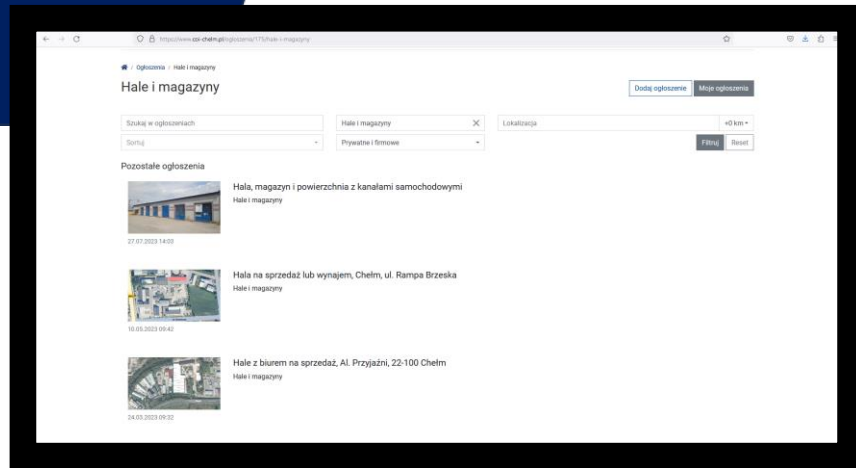 https://www.coi-chelm.pl/ogloszenia/175/hale-i-magazyny
/ Ogłoszenia / Hale i magazyny
Hale i magazyny
Dodaj ogłoszenie Moje ogłoszenia
Szukaj w ogłoszeniach Hale i magazyny Lokalizacja +0 km
Sortuj Prywatne i firmowe Filtruj Reset
Pozostałe ogłoszenia
Hala, magazyn i powierzchnia z kanałami samochodowymi
Hale i magazyny
27.07.2023 14:03
Hala na sprzedaż lub wynajem, Chełm, ul. Rampa Brzeska
Hale i magazyny
10.05.2023 09:42
Hale z biurem na sprzedaż, Al. Przyjaźni, 22-100 Chełm
Hale i magazyny
24.03.2023 09:32